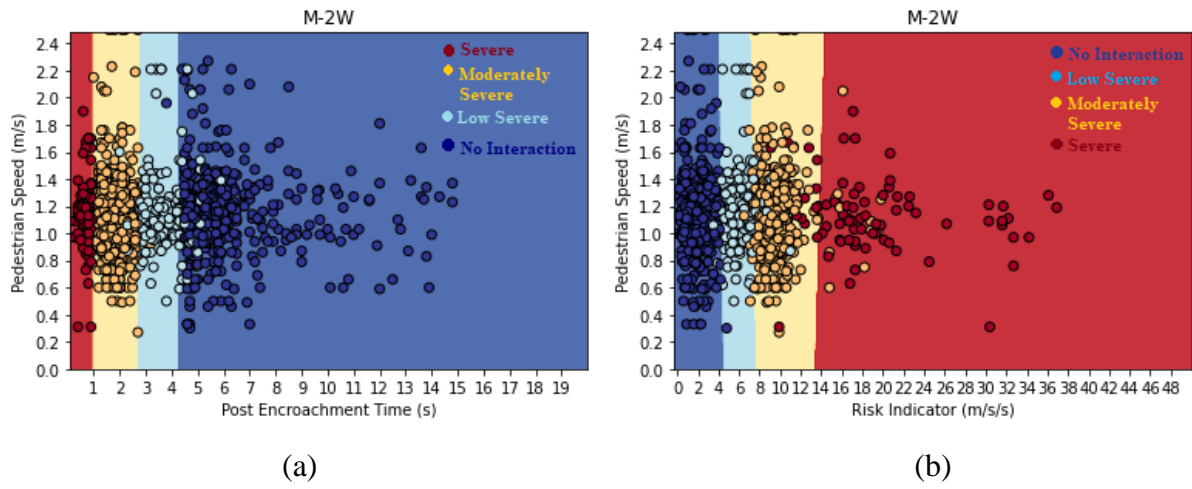 M-2W
Pedestrian Speed (m/s)
2.4
2.2
2.0
1.8
1.6
1.4
1.2
1.0
0.8
0.6
0.4
0.2
0.0
Severe
Moderately
Severe
Low Severe
No Interaction
1 2 3 4 5 6 7 8 9 10 11 12 13 14 15 16 17 18 19
Post Encroachment Time (s)
(a)
M-2W
Pedestrian Speed (m/s)
2.4
2.2
2.0
1.8
1.6
1.4
1.2
1.0
0.8
0.6
0.4
0.2
0.0
No Interaction
Low Severe
Moderately
Severe
Severe
0 2 4 6 8 10 12 14 16 18 20 22 24 26 28 30 32 34 36 38 40 42 44 46 48
Risk Indicator (m/s/s)
(b)